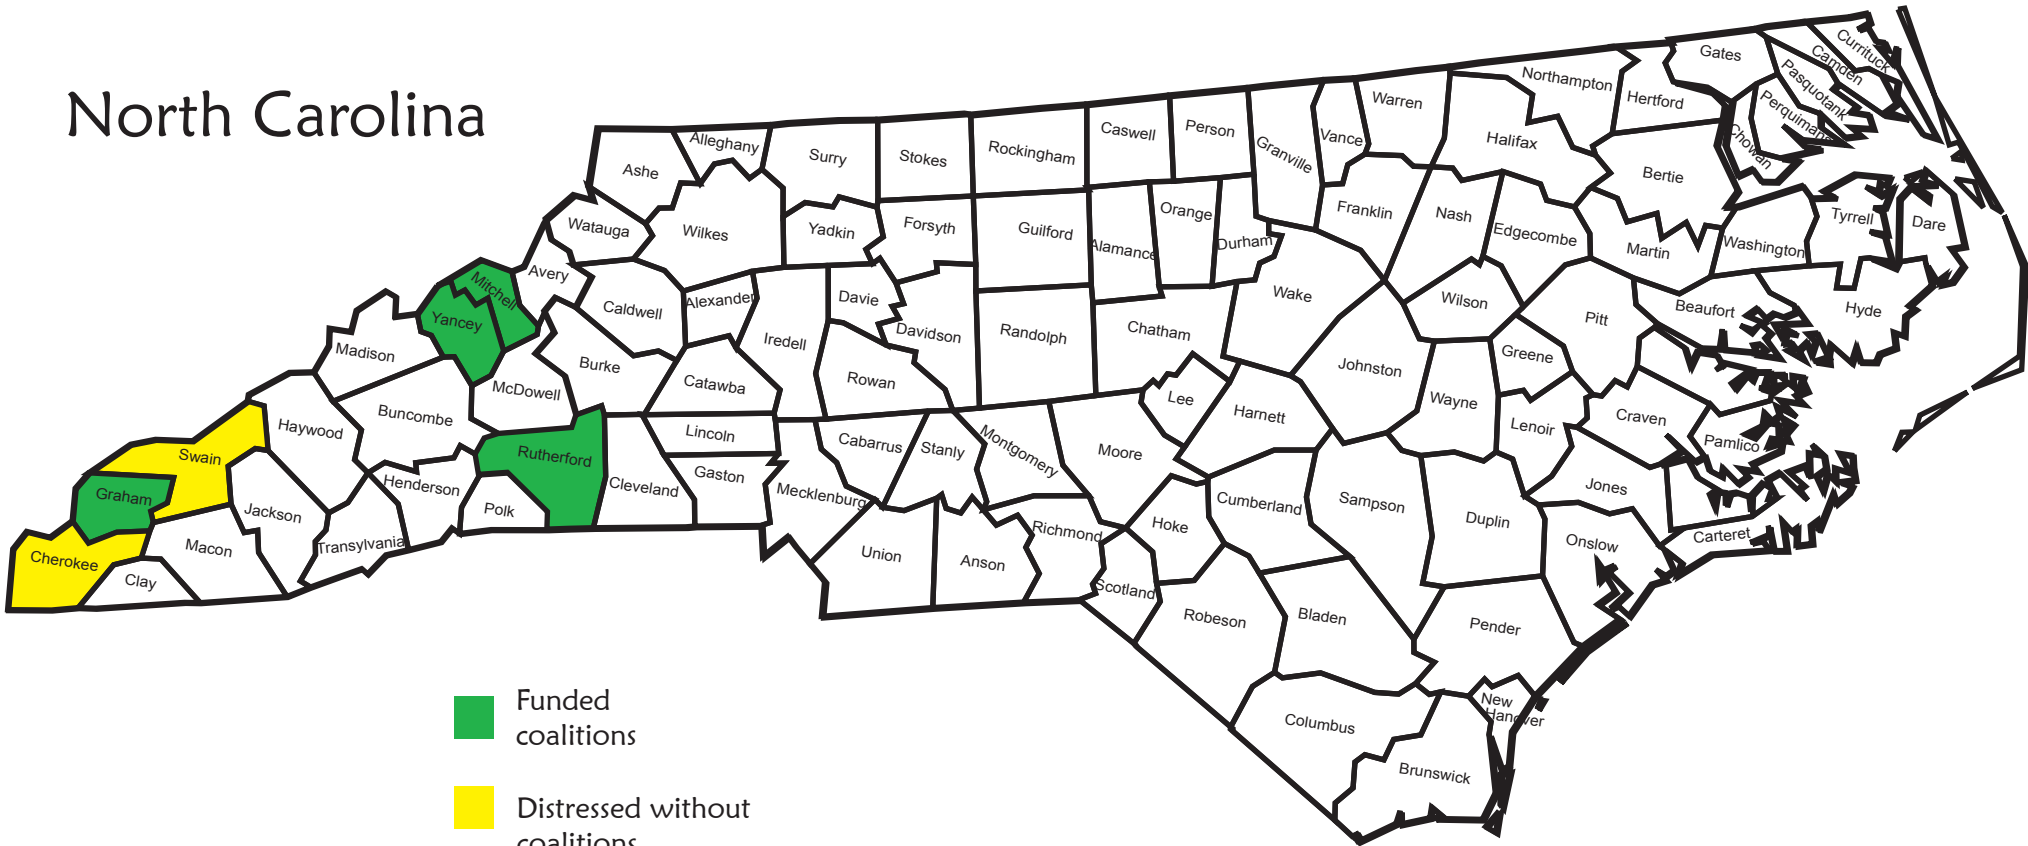 North Carolina
Currituck
Camden
Gates
Pasquotank
Northampton
Hertford
Perquimans
Warren
Chowan
Alleghany
Surry
Stokes
Rockingham
Caswell
Person
Granville
Vance
Halifax
Bertie
Ashe
Watauga
Wilkes
Yadkin
Forsyth
Guilford
Alamance
Orange
Durham
Franklin
Nash
Edgecombe
Martin
Washington
Tyrrell
Dare
Mitchell
Avery
Yancey
Caldwell
Alexander
Iredell
Davie
Davidson
Randolph
Chatham
Wake
Wilson
Pitt
Beaufort
Hyde
Madison
McDowell
Burke
Catawba
Rowan
Johnston
Greene
Haywood
Buncombe
Rutherford
Lincoln
Cabarrus
Stanly
Montgomery
Moore
Lee
Harnett
Wayne
Lenoir
Craven
Pamlico
Swain
Graham
Jackson
Henderson
Polk
Cleveland
Gaston
Mecklenburg
Richmond
Hoke
Cumberland
Sampson
Duplin
Jones
Onslow
Carteret
Cherokee
Clay
Macon
Transylvania
Union
Anson
Scotland
Robeson
Bladen
Pender
New
Hanover
Columbus
Brunswick
Funded
coalitions
Distressed without
coalitions